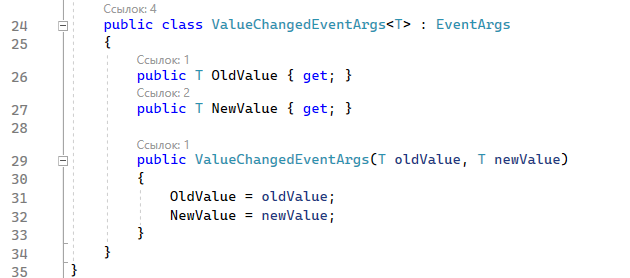 Ссылок: 4
24 public class ValueChangedEventArgs<T> : EventArgs
25 {
Ссылок: 1
26 public T OldValue { get; }
Ссылок: 2
27 public T NewValue { get; }
28
Ссылок: 1
29 public ValueChangedEventArgs(T oldValue, T newValue)
30 {
31 OldValue = oldValue;
32 NewValue = newValue;
33 }
34 }
35 }